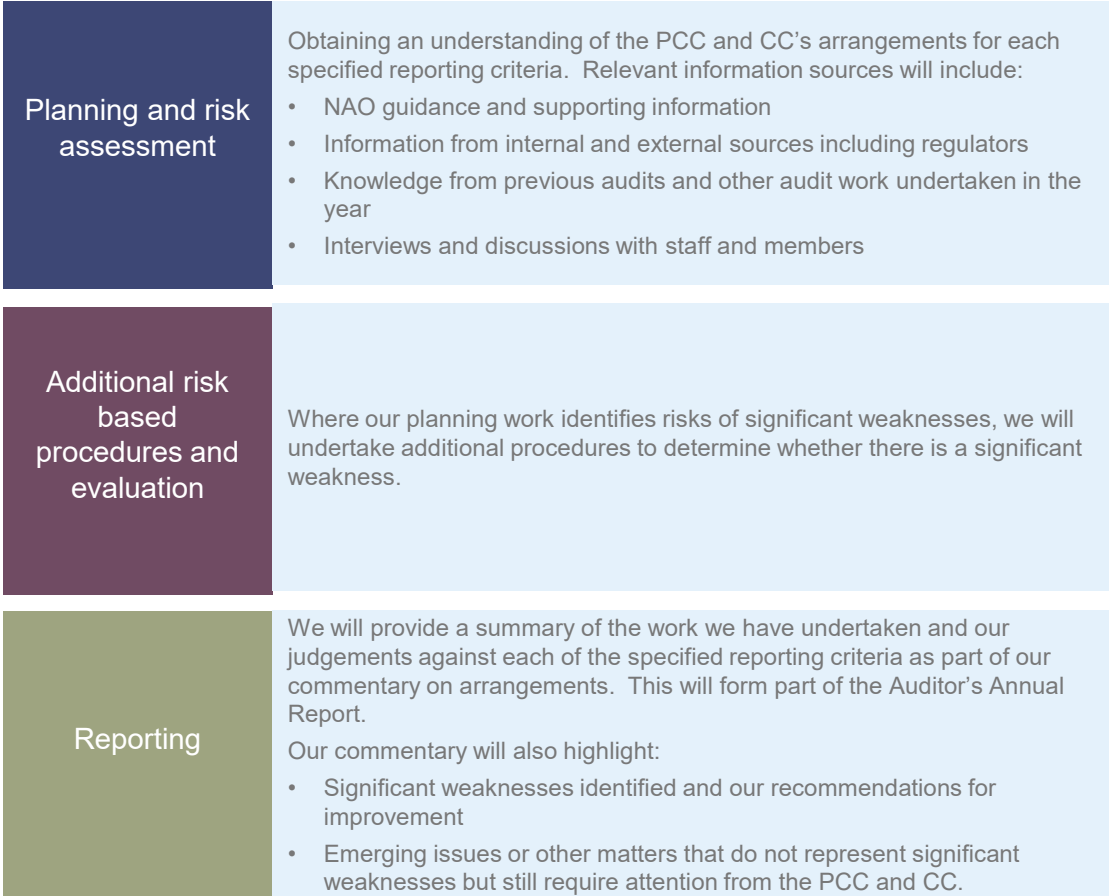 Planning and risk
assessment
Obtaining an understanding of the PCC and CC’s arrangements for each
specified reporting criteria.  Relevant information sources will include:
• NAO guidance and supporting information
• Information from internal and external sources including regulators
• Knowledge from previous audits and other audit work undertaken in the
year
• Interviews and discussions with staff and members
Additional risk
based
procedures and
evaluation
Where our planning work identifies risks of significant weaknesses, we will
undertake additional procedures to determine whether there is a significant
weakness.
Reporting
We will provide a summary of the work we have undertaken and our
judgements against each of the specified reporting criteria as part of our
commentary on arrangements.  This will form part of the Auditor’s Annual
Report.
Our commentary will also highlight:
• Significant weaknesses identified and our recommendations for
improvement
• Emerging issues or other matters that do not represent significant
weaknesses but still require attention from the PCC and CC.